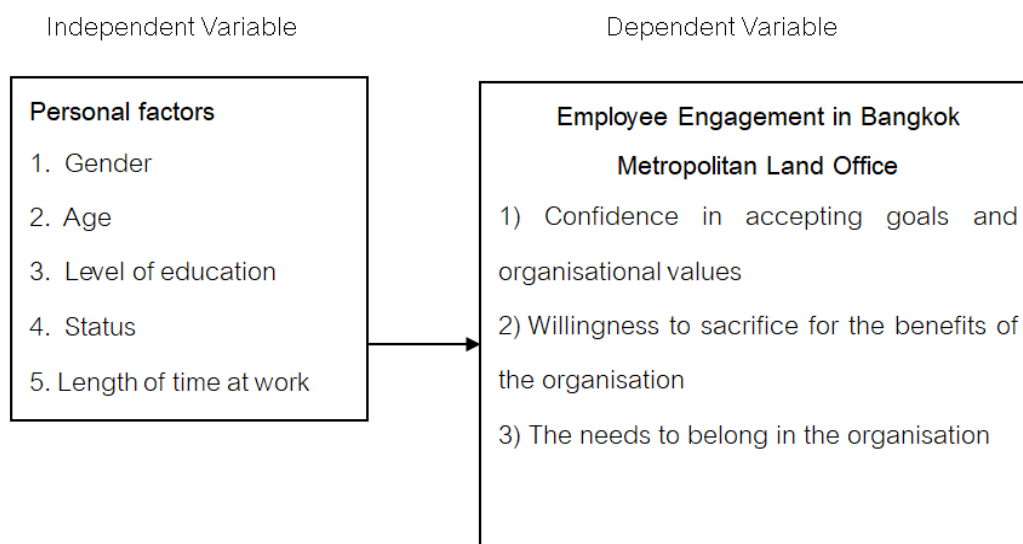 Independent Variable
Dependent Variable
Personal factors
1. Gender
2. Age
3. Level of education
4. Status
5. Length of time at work
Employee Engagement in Bangkok
Metropolitan Land Office
1) Confidence in accepting goals and
organisational values
2) Willingness to sacrifice for the benefits of
the organisation
3) The needs to belong in the organisation